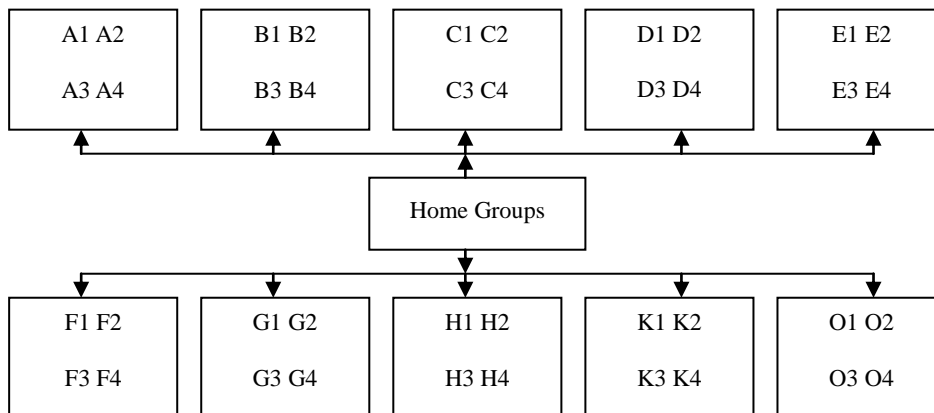 A1 A2
A3 A4
B1 B2
B3 B4
C1 C2
C3 C4
D1 D2
D3 D4
E1 E2
E3 E4
Home Groups
F1 F2
F3 F4
G1 G2
G3 G4
H1 H2
H3 H4
K1 K2
K3 K4
O1 O2
O3 O4